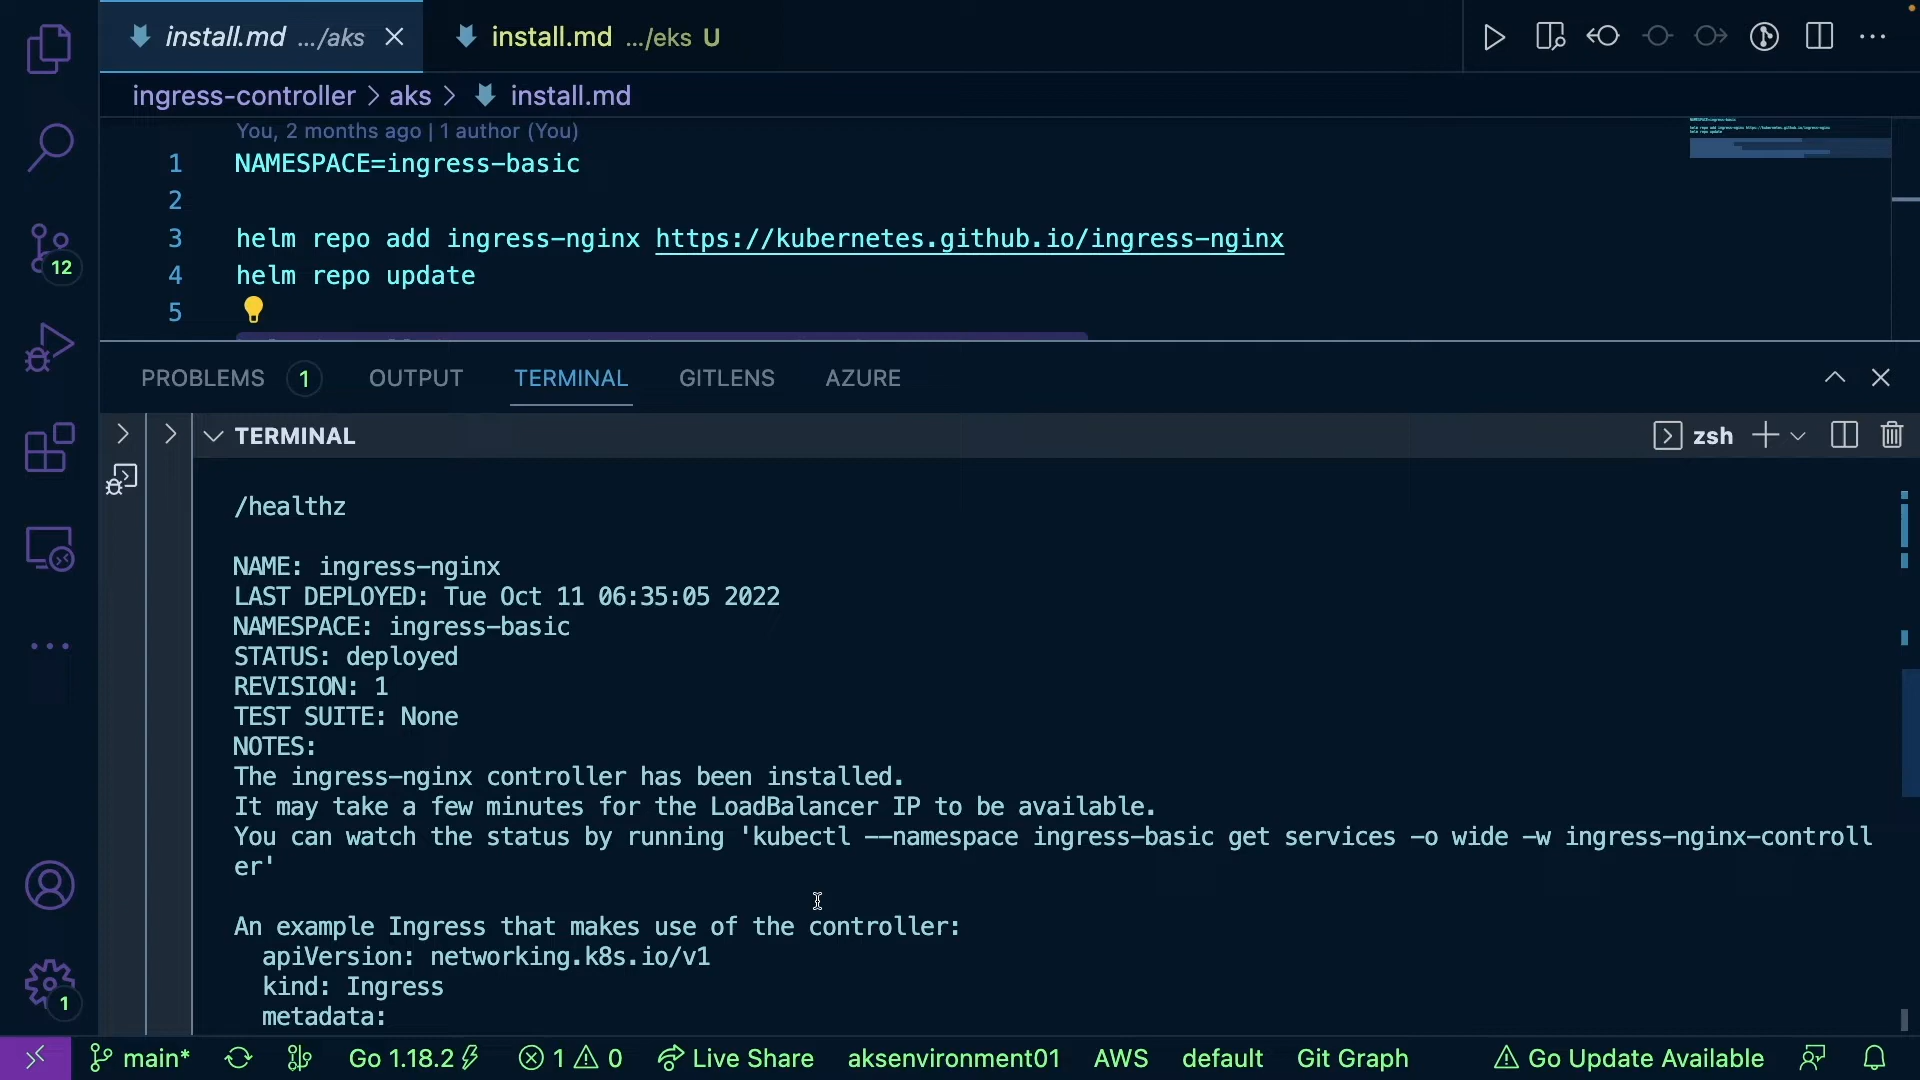 install.md .../aks
install.md .../eks U
ingress-controller > aks > install.md
You, 2 months ago | 1 author (You)
1 NAMESPACE=ingress-basic
2
3 helm repo add ingress-nginx https://kubernetes.github.io/ingress-nginx
4 helm repo update
5
12
PROBLEMS 1 OUTPUT TERMINAL GITLENS AZURE
TERMINAL
zsh
/healthz
NAME: ingress-nginx
LAST DEPLOYED: Tue Oct 11 06:35:05 2022
NAMESPACE: ingress-basic
STATUS: deployed
REVISION: 1
TEST SUITE: None
NOTES:
The ingress-nginx controller has been installed.
It may take a few minutes for the LoadBalancer IP to be available.
You can watch the status by running 'kubectl --namespace ingress-basic get services -o wide -w ingress-nginx-controll
er'
An example Ingress that makes use of the controller:
apiVersion: networking.k8s.io/v1
kind: Ingress
metadata:
1
main* Go 1.18.2 1 0 Live Share aksenvironment01 AWS default Git Graph Go Update Available